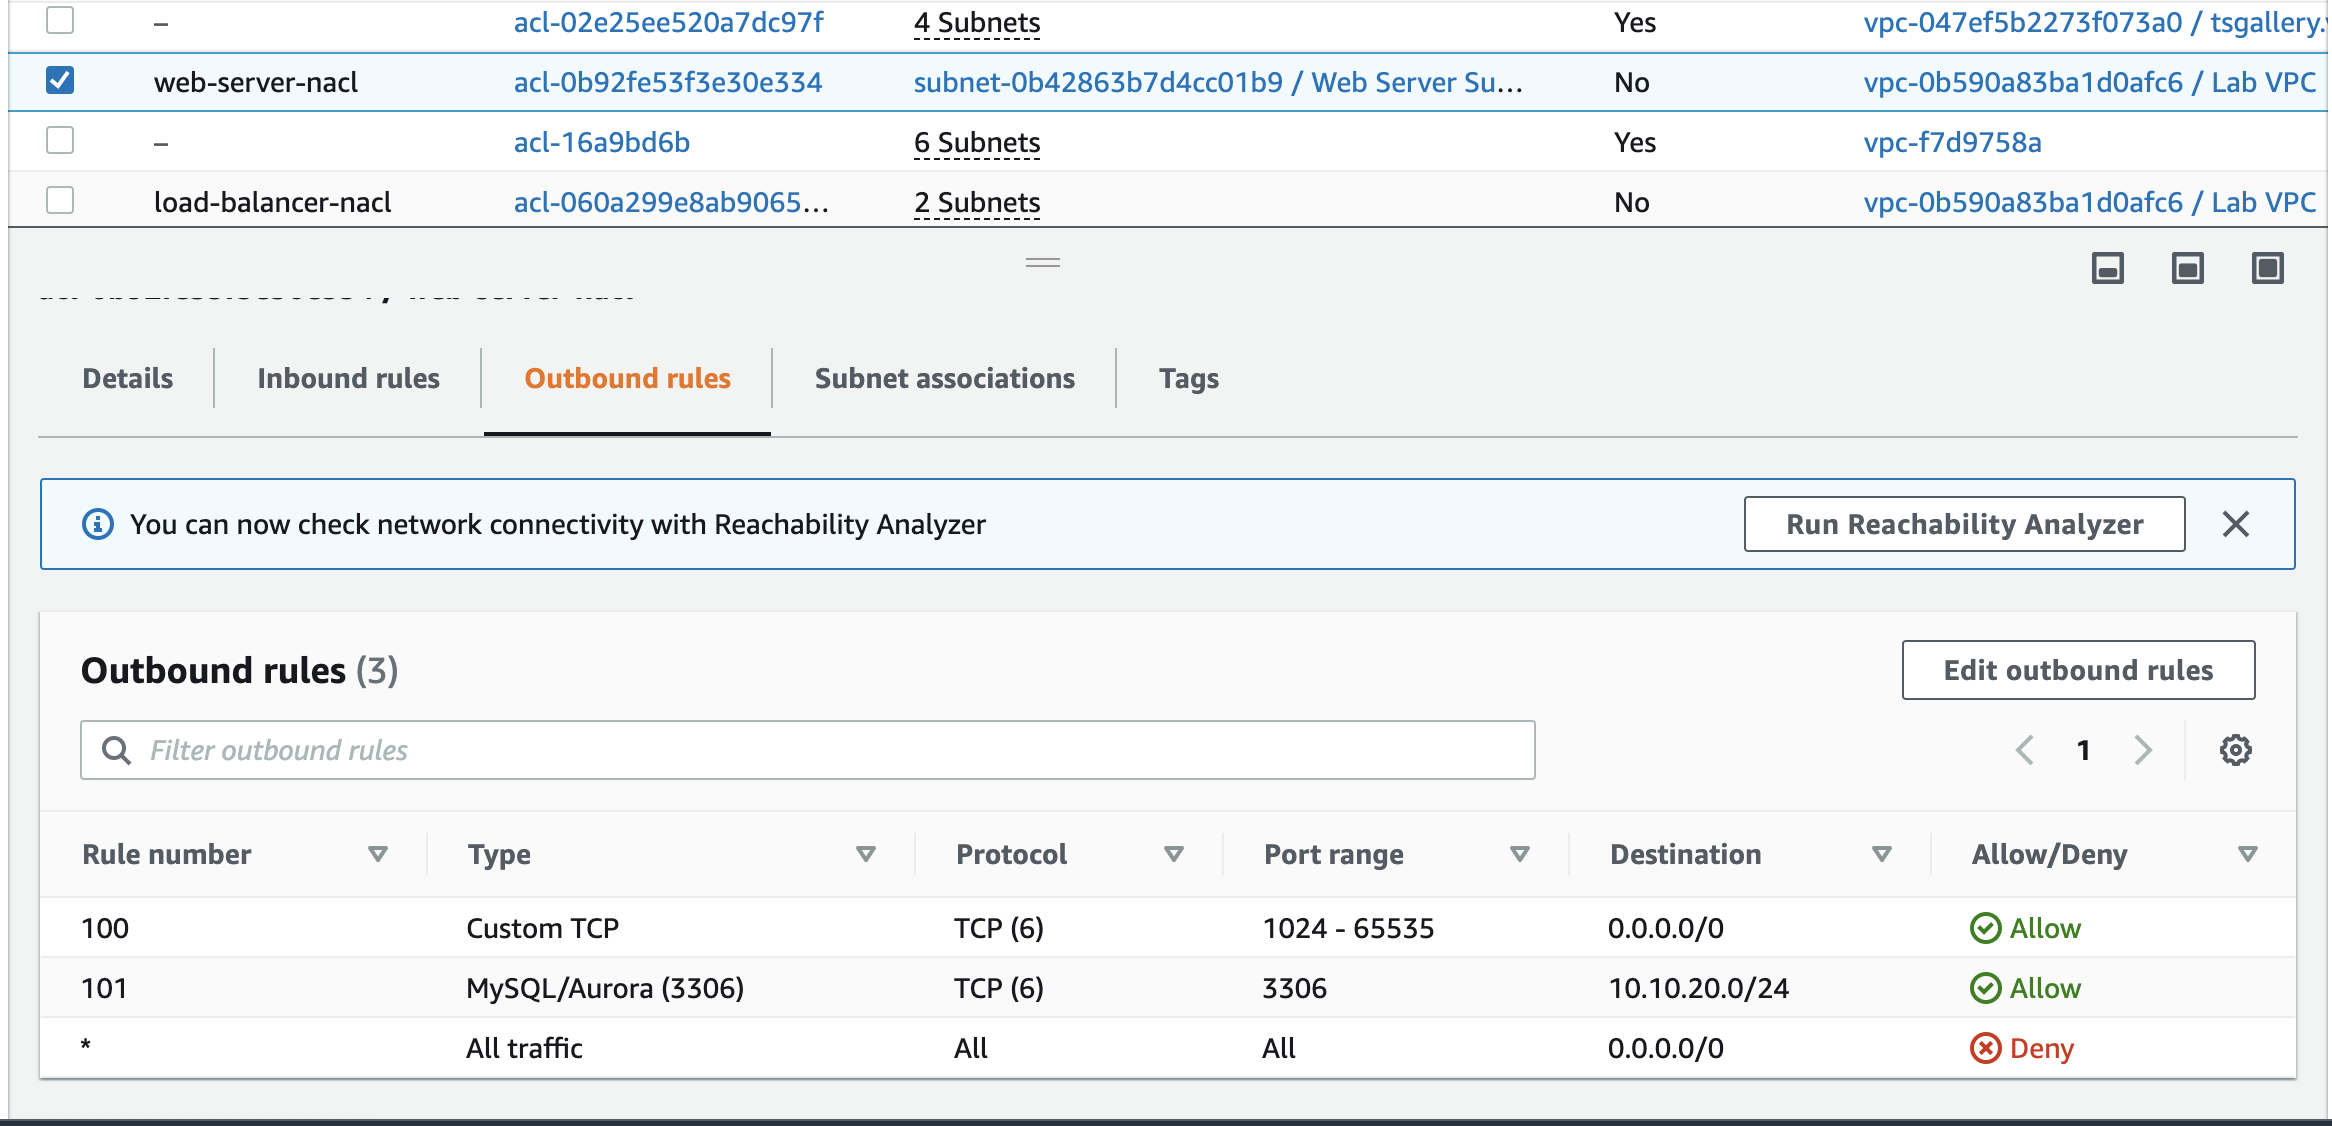 – acl-02e25ee520a7dc97f 4 Subnets Yes vpc-047ef5b2273f073a0 / tsgallery.
web-server-nacl acl-0b92fe53f3e30e334 subnet-0b42863b7d4cc01b9 / Web Server Su... No vpc-0b590a83ba1d0afc6 / Lab VPC
– acl-16a9bd6b 6 Subnets Yes vpc-f7d9758a
load-balancer-nacl acl-060a299e8ab9065... 2 Subnets No vpc-0b590a83ba1d0afc6 / Lab VPC
Details Inbound rules Outbound rules Subnet associations Tags
You can now check network connectivity with Reachability Analyzer Run Reachability Analyzer
Outbound rules (3) Edit outbound rules
Filter outbound rules 1
Rule number Type Protocol Port range Destination Allow/Deny
100 Custom TCP TCP (6) 1024 - 65535 0.0.0.0/0 Allow
101 MySQL/Aurora (3306) TCP (6) 3306 10.10.20.0/24 Allow
* All traffic All All 0.0.0.0/0 Deny